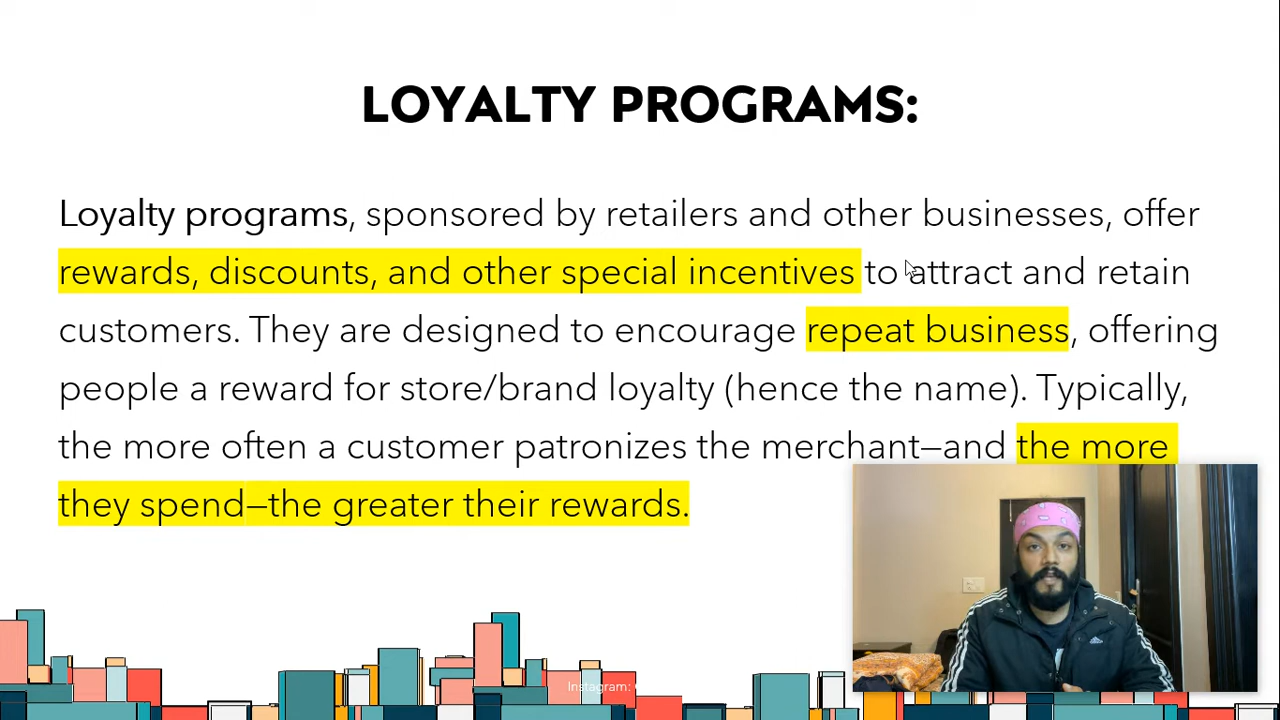 LOYALTY PROGRAMS:
Loyalty programs, sponsored by retailers and other businesses, offer
rewards, discounts, and other special incentives to attract and retain
customers. They are designed to encourage repeat business, offering
people a reward for store/brand loyalty (hence the name). Typically,
the more often a customer patronizes the merchant—and the more
they spend—the greater their rewards.
Instagram: